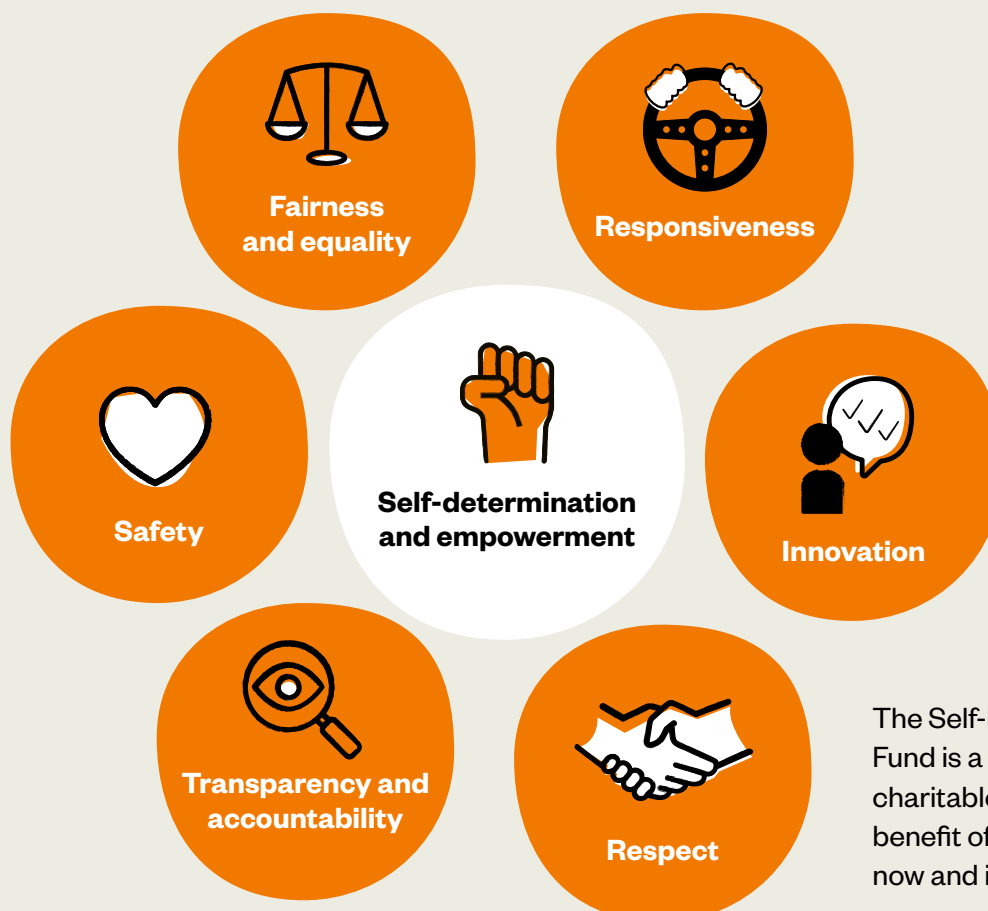 Fairness
and equality
Responsiveness
Safety
Self-determination
and empowerment
Innovation
Transparency and
accountability
Respect
The Self-
Fund is a
charitable
benefit of
now and i